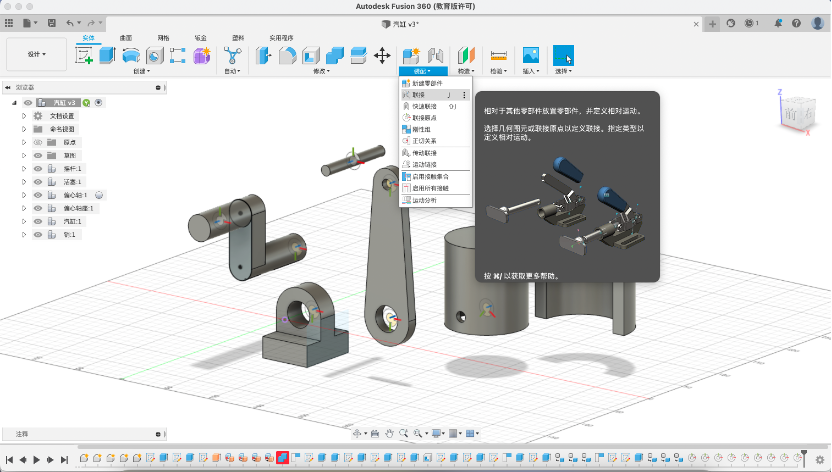 Autodesk Fusion 360 (教育版许可)
汽缸 v3*
1
实体
曲面
网格
钣金
塑料
实用程序
设计
创建
自动
修改
装配
检查
检验
插入
选择
浏览器
汽缸 v3
文档设置
命名视图
原点
草图
推杆:1
活塞:1
偏心轴:1
偏心轴座:1
汽缸:1
销:1
新建零部件
联接 J
快速联接
联接原点
刚性组
正切关系
传动联接
运动链接
启用接触集合
启用所有接触
运动分析
相对于其他零部件放置零部件，并定义相对运动。
选择几何图元或联接原点以定义联接。指定类型以
定义相对运动。
按 ⌘/ 以获取更多帮助。
Z
前
右
注释